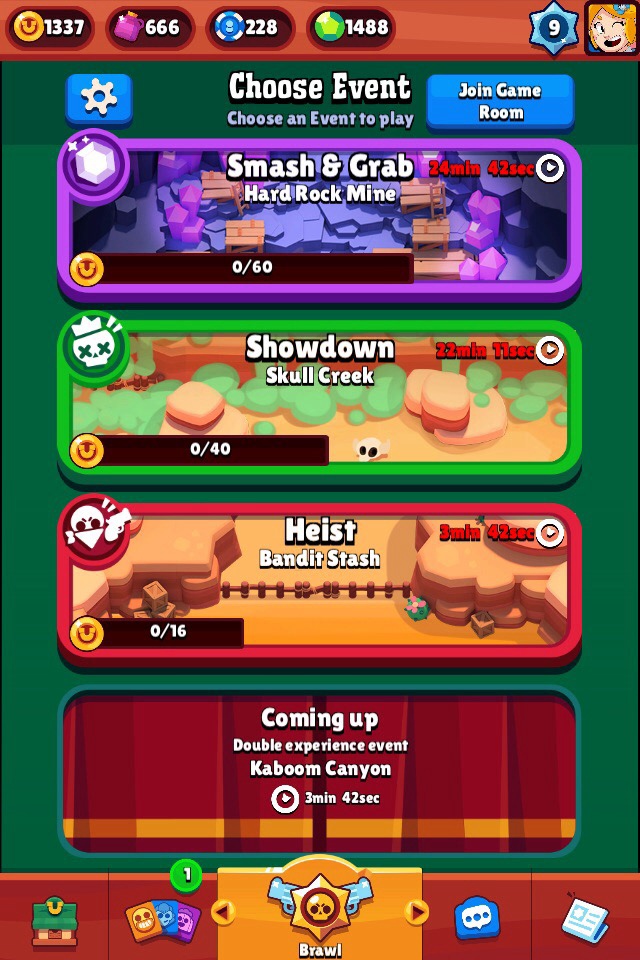 1337
666
228
1488
9
Choose Event
Choose an Event to play
Join Game
Room
Smash & Grab
24min 42sec
Hard Rock Mine
0/60
Showdown
22min 11sec
Skull Creek
0/40
Heist
3min 42sec
Bandit Stash
0/16
Coming up
Double experience event
Kaboom Canyon
3min 42sec
1
Brawl